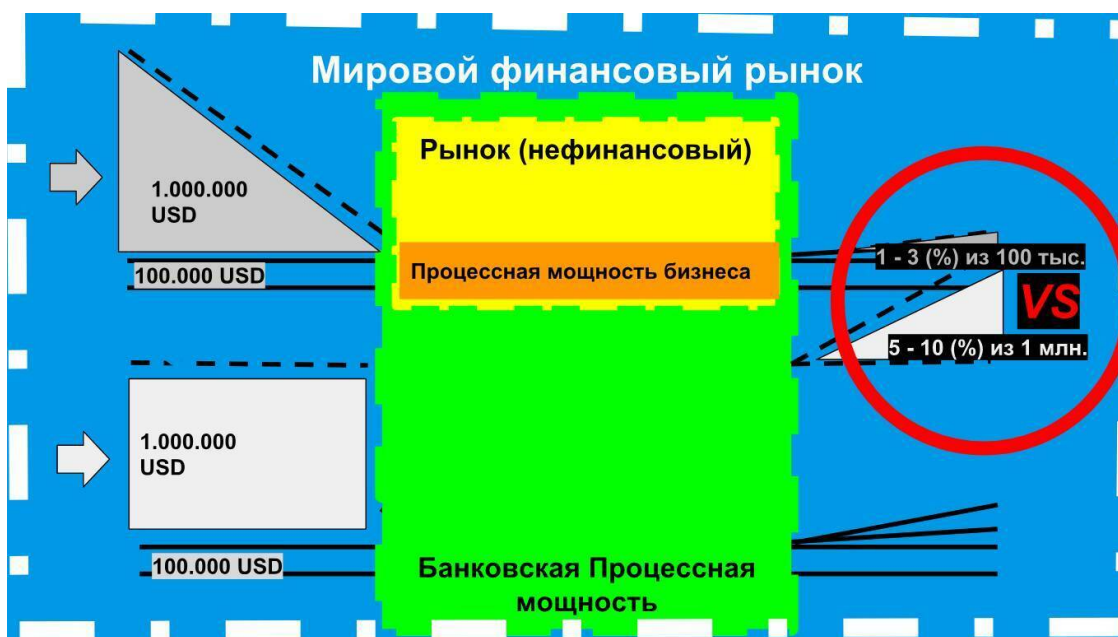 Мировой финансовый рынок
Рынок (нефинансовый)
1.000.000
USD
1 - 3 (%) из 100 тыс.
100.000 USD
Процессная мощность бизнеса
VS
5 - 10 (%) из 1 млн.
1.000.000
USD
100.000 USD
Банковская Процессная
мощность